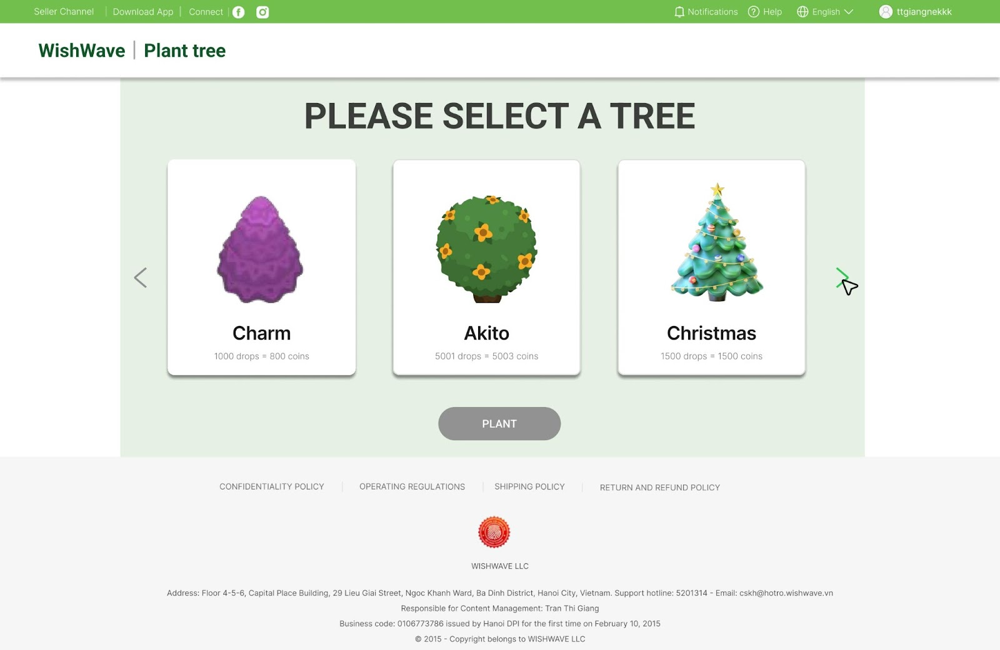 Seller Channel | Download App | Connect |
Notifications Help English ttgiangnekkk
WishWave | Plant tree
PLEASE SELECT A TREE
Charm
1000 drops = 800 coins
Akito
5001 drops = 5003 coins
Christmas
1500 drops = 1500 coins
PLANT
CONFIDENTIALITY POLICY | OPERATING REGULATIONS | SHIPPING POLICY | RETURN AND REFUND POLICY
WISHWAVE LLC
Address: Floor 4-5-6, Capital Place Building, 29 Lieu Giai Street, Ngoc Khanh Ward, Ba Dinh District, Hanoi City, Vietnam. Support hotline: 5201314 - Email: cskh@hotro.wishwave.vn
Responsible for Content Management: Tran Thi Giang
Business code: 0106773786 issued by Hanoi DPI for the first time on February 10, 2015
© 2015 - Copyright belongs to WISHWAVE LLC